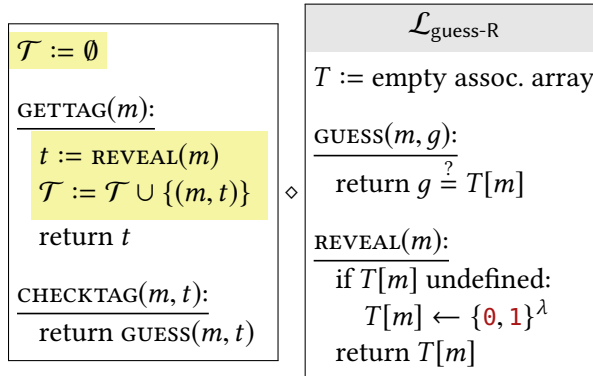 𝒯 := ∅
GETTAG(m):
t := REVEAL(m)
𝒯 := 𝒯 ∪ {(m, t)}
return t
CHECKTAG(m, t):
return GUESS(m, t)
⋄
ℒguess-R
T := empty assoc. array
GUESS(m, g):
return g ≟ T[m]
REVEAL(m):
if T[m] undefined:
T[m] ← {0, 1}^λ
return T[m]